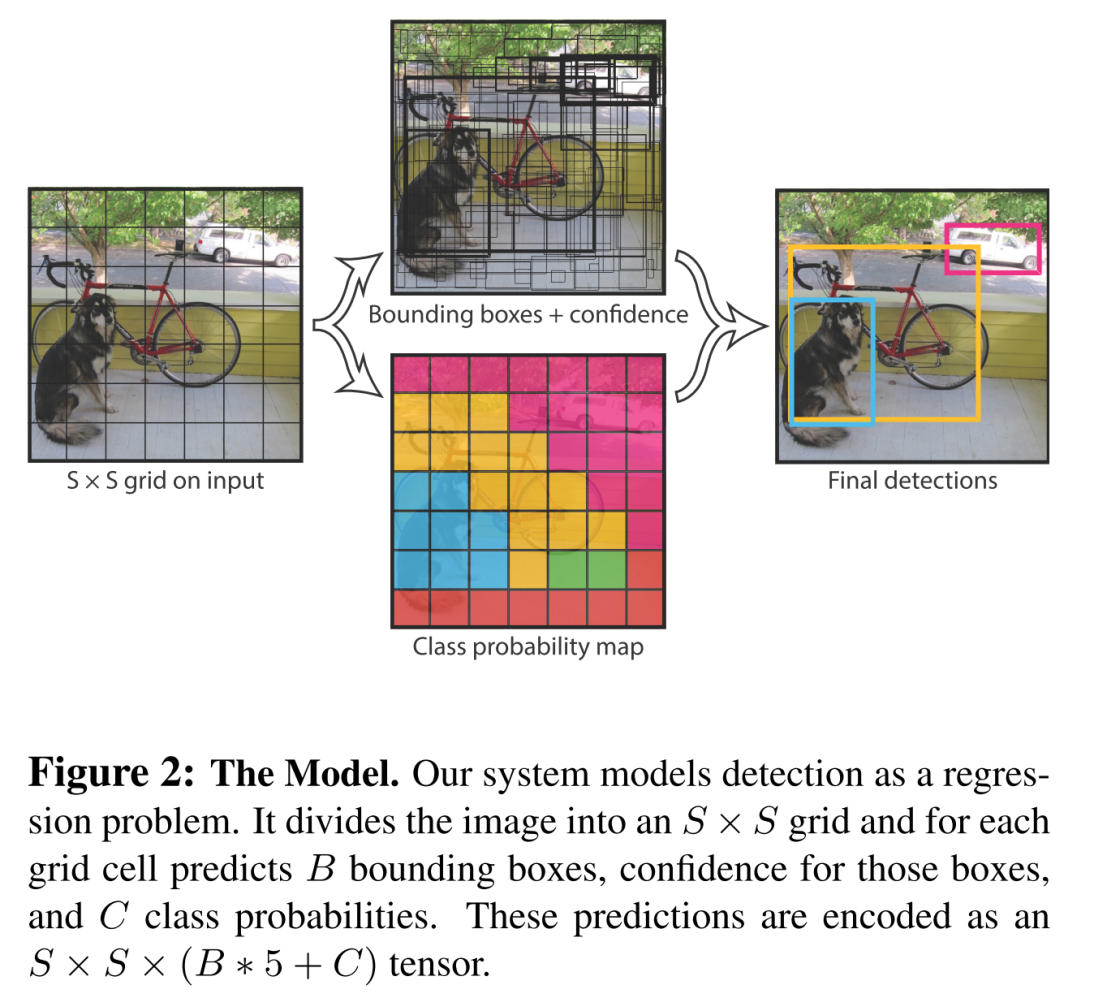 Bounding boxes + confidence
S × S grid on input
Final detections
Class probability map
Figure 2: The Model. Our system models detection as a regres-
sion problem. It divides the image into an S × S grid and for each
grid cell predicts B bounding boxes, confidence for those boxes,
and C class probabilities. These predictions are encoded as an
S × S × (B ∗ 5 + C) tensor.